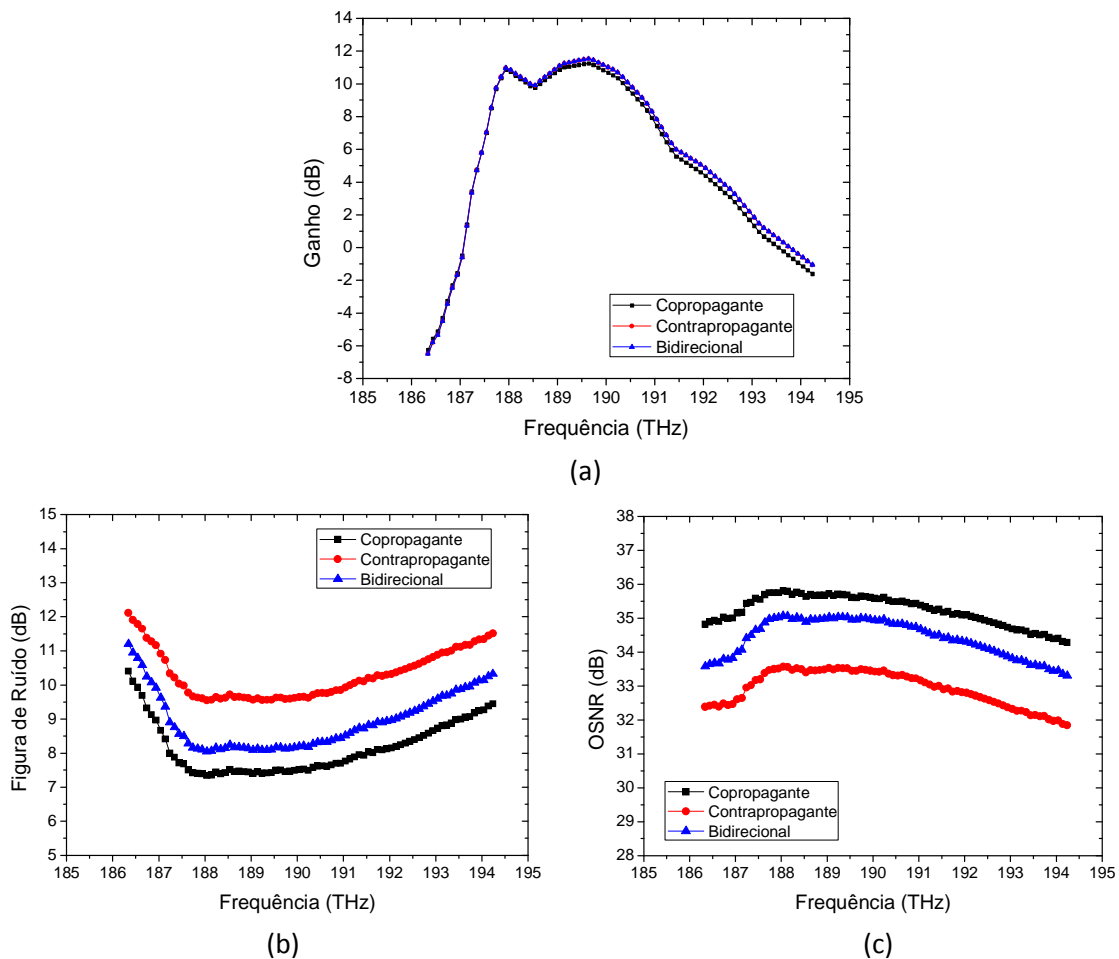 14
12
10
8
6
4
2
0
-2
-4
-6
-8
Ganho (dB)
Copropagante
Contrapropagante
Bidirecional
185 186 187 188 189 190 191 192 193 194 195
Frequência (THz)
(a)
15
14
13
12
11
10
9
8
7
6
5
Figura de Ruído (dB)
Copropagante
Contrapropagante
Bidirecional
185 186 187 188 189 190 191 192 193 194 195
Frequência (THz)
(b)
38
37
36
35
34
33
32
31
30
29
28
OSNR (dB)
Copropagante
Contrapropagante
Bidirecional
185 186 187 188 189 190 191 192 193 194 195
Frequência (THz)
(c)